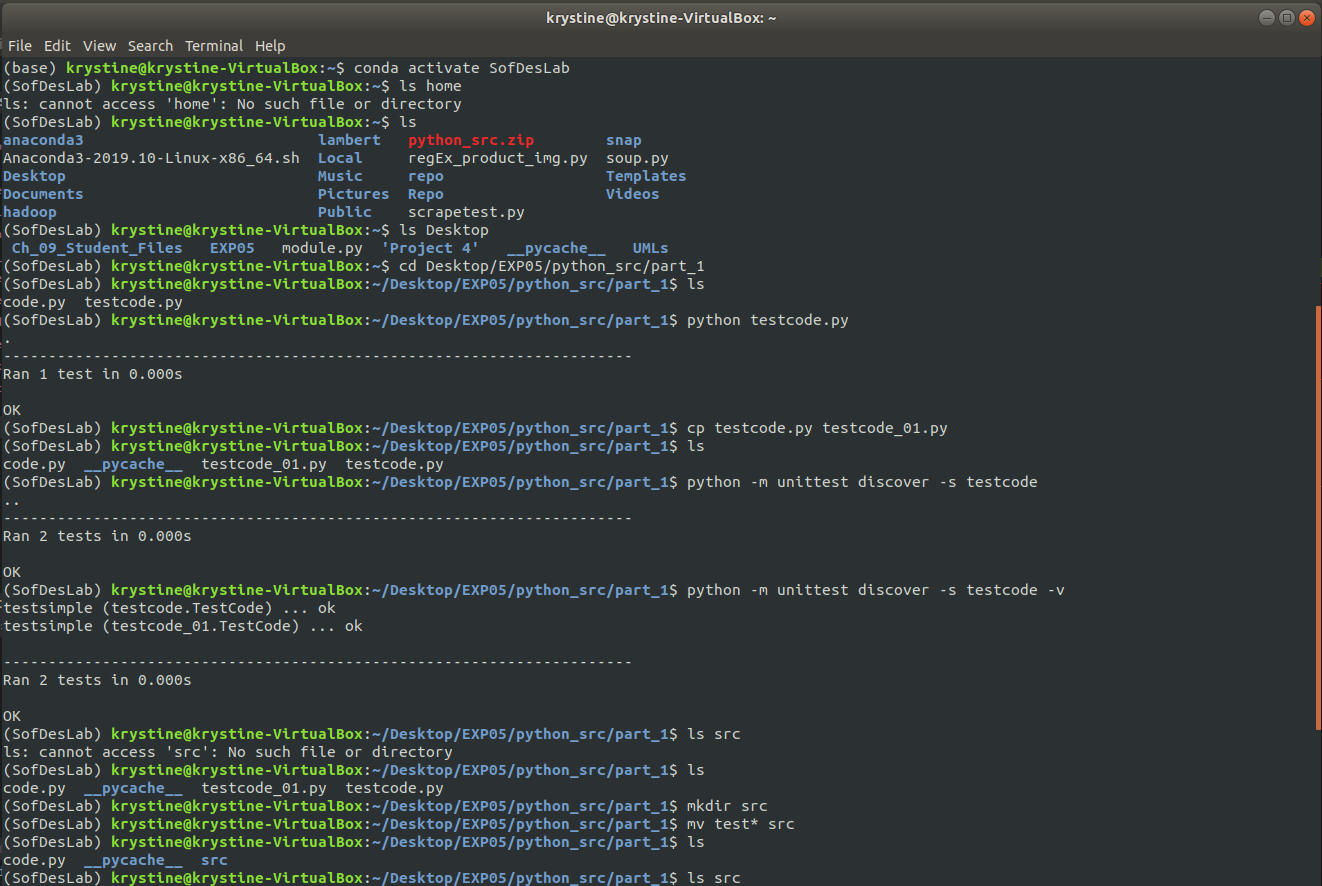 krystine@krystine-VirtualBox: ~
File Edit View Search Terminal Help
(base) krystine@krystine-VirtualBox:~$ conda activate SofDesLab
(SofDesLab) krystine@krystine-VirtualBox:~$ ls home
ls: cannot access 'home': No such file or directory
(SofDesLab) krystine@krystine-VirtualBox:~$ ls
anaconda3 lambert python_src.zip snap
Anaconda3-2019.10-Linux-x86_64.sh Local regEx_product_img.py soup.py
Desktop Music repo Templates
Documents Pictures Repo Videos
hadoop Public scrapetest.py
(SofDesLab) krystine@krystine-VirtualBox:~$ ls Desktop
Ch_09_Student_Files EXP05 module.py 'Project 4' __pycache__ UMLs
(SofDesLab) krystine@krystine-VirtualBox:~$ cd Desktop/EXP05/python_src/part_1
(SofDesLab) krystine@krystine-VirtualBox:~/Desktop/EXP05/python_src/part_1$ ls
code.py testcode.py
(SofDesLab) krystine@krystine-VirtualBox:~/Desktop/EXP05/python_src/part_1$ python testcode.py
.
----------------------------------------------------------------------
Ran 1 test in 0.000s
OK
(SofDesLab) krystine@krystine-VirtualBox:~/Desktop/EXP05/python_src/part_1$ cp testcode.py testcode_01.py
(SofDesLab) krystine@krystine-VirtualBox:~/Desktop/EXP05/python_src/part_1$ ls
code.py __pycache__ testcode_01.py testcode.py
(SofDesLab) krystine@krystine-VirtualBox:~/Desktop/EXP05/python_src/part_1$ python -m unittest discover -s testcode
..
----------------------------------------------------------------------
Ran 2 tests in 0.000s
OK
(SofDesLab) krystine@krystine-VirtualBox:~/Desktop/EXP05/python_src/part_1$ python -m unittest discover -s testcode -v
testsimple (testcode.TestCode) ... ok
testsimple (testcode_01.TestCode) ... ok
----------------------------------------------------------------------
Ran 2 tests in 0.000s
OK
(SofDesLab) krystine@krystine-VirtualBox:~/Desktop/EXP05/python_src/part_1$ ls src
ls: cannot access 'src': No such file or directory
(SofDesLab) krystine@krystine-VirtualBox:~/Desktop/EXP05/python_src/part_1$ ls
code.py __pycache__ testcode_01.py testcode.py
(SofDesLab) krystine@krystine-VirtualBox:~/Desktop/EXP05/python_src/part_1$ mkdir src
(SofDesLab) krystine@krystine-VirtualBox:~/Desktop/EXP05/python_src/part_1$ mv test* src
(SofDesLab) krystine@krystine-VirtualBox:~/Desktop/EXP05/python_src/part_1$ ls
code.py __pycache__ src
(SofDesLab) krystine@krystine-VirtualBox:~/Desktop/EXP05/python_src/part_1$ ls src